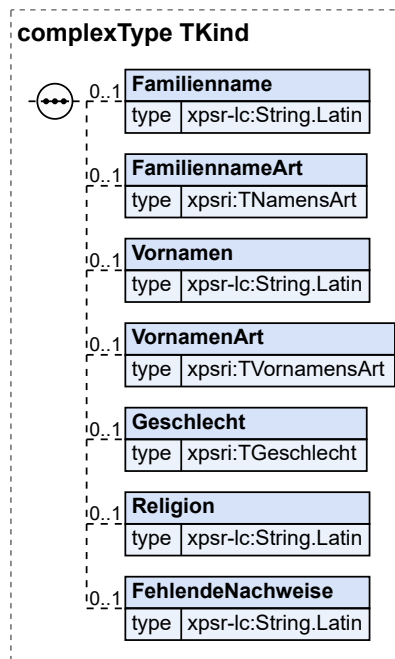 complexType TKind
0..1 Familienname
type xpsr-lc:String.Latin
0..1 FamiliennameArt
type xpsri:TNamensArt
0..1 Vornamen
type xpsr-lc:String.Latin
0..1 VornamenArt
type xpsri:TVornamensArt
0..1 Geschlecht
type xpsri:TGeschlecht
0..1 Religion
type xpsr-lc:String.Latin
0..1 FehlendeNachweise
type xpsr-lc:String.Latin